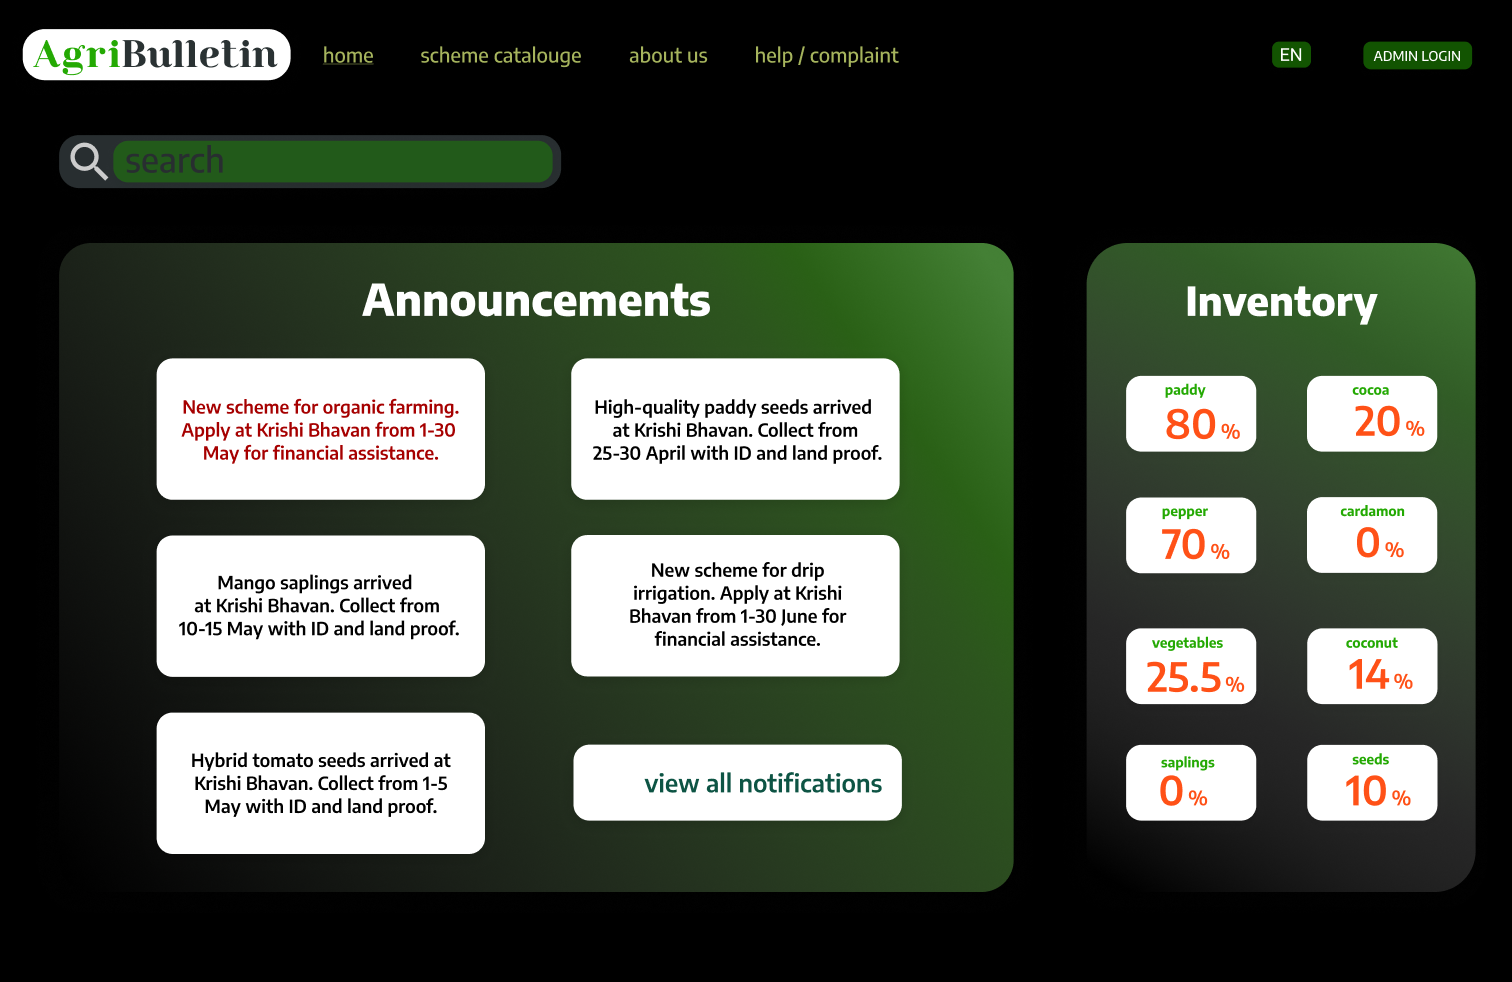 AgriBulletin
home
scheme catalouge
about us
help / complaint
EN
ADMIN LOGIN
search
Announcements
New scheme for organic farming.
Apply at Krishi Bhavan from 1-30
May for financial assistance.
High-quality paddy seeds arrived
at Krishi Bhavan. Collect from
25-30 April with ID and land proof.
Mango saplings arrived
at Krishi Bhavan. Collect from
10-15 May with ID and land proof.
New scheme for drip
irrigation. Apply at Krishi
Bhavan from 1-30 June for
financial assistance.
Hybrid tomato seeds arrived at
Krishi Bhavan. Collect from 1-5
May with ID and land proof.
view all notifications
Inventory
paddy
80 %
cocoa
20 %
pepper
70 %
cardamon
0 %
vegetables
25.5 %
coconut
14 %
saplings
0 %
seeds
10 %